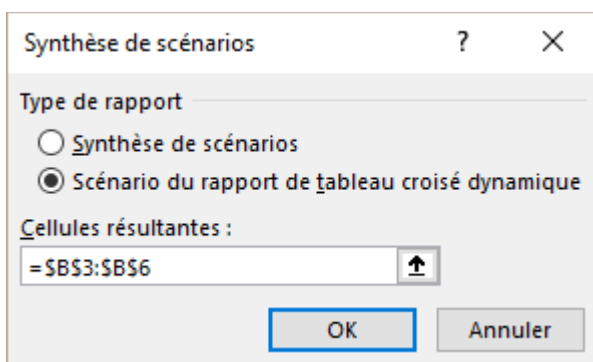 Synthèse de scénarios ?
Type de rapport
Synthèse de scénarios
Scénario du rapport de tableau croisé dynamique
Cellules résultantes :
=$B$3:$B$6
OK Annuler